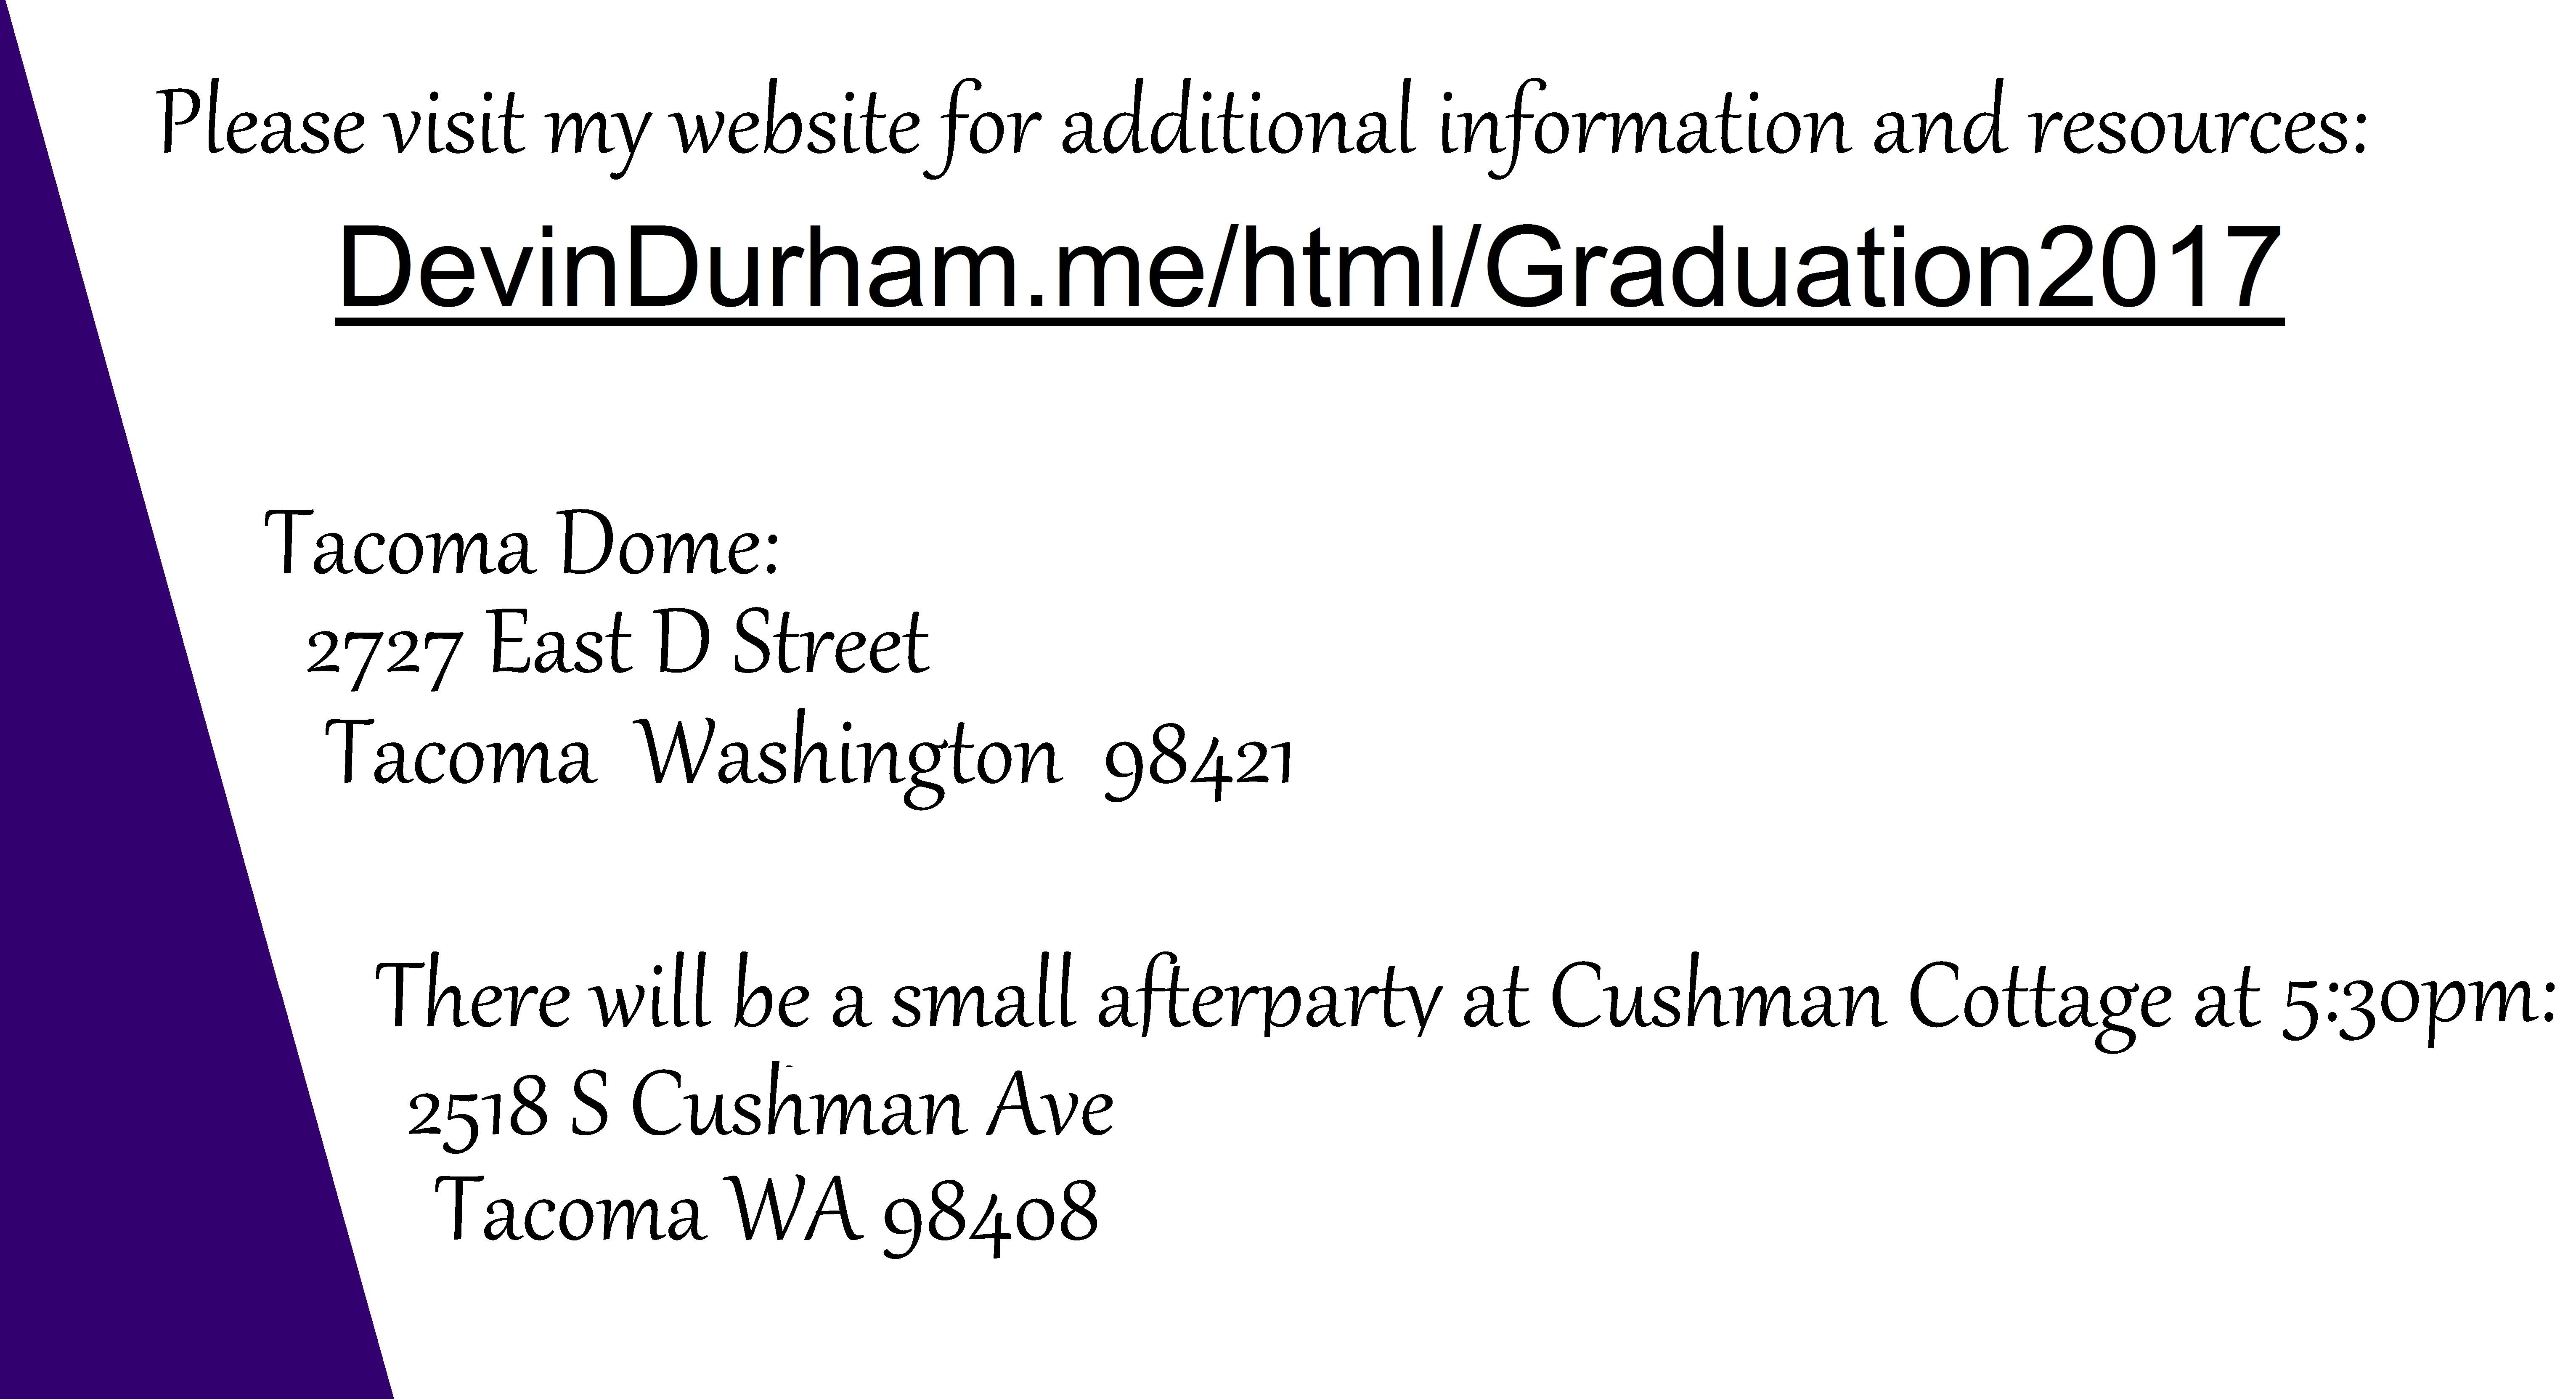 Please visit my website for additional information and resources:
DevinDurham.me/html/Graduation2017
Tacoma Dome:
2727 East D Street
Tacoma Washington 98421
There will be a small afterparty at Cushman Cottage at 5:30pm:
2518 S Cushman Ave
Tacoma WA 98408